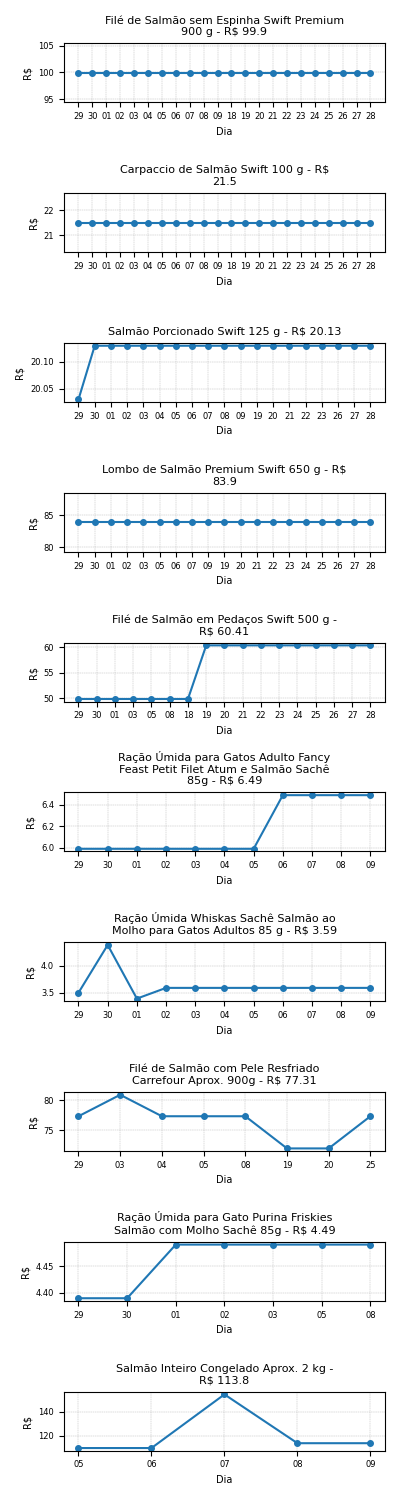 Filé de Salmão sem Espinha Swift Premium
900 g - R$ 99.9
105
100
95
R$
29 30 01 02 03 04 05 06 07 08 09 18 19 20 21 22 23 24 25 26 27 28
Dia
Carpaccio de Salmão Swift 100 g - R$
21.5
22
21
R$
29 30 01 02 03 04 05 06 07 08 09 18 19 20 21 22 23 24 25 26 27 28
Dia
Salmão Porcionado Swift 125 g - R$ 20.13
20.10
20.05
R$
29 30 01 02 03 04 05 06 07 08 09 19 20 21 22 23 25 27 28
Dia
Lombo de Salmão Premium Swift 650 g - R$
83.9
85
80
R$
29 30 01 02 03 05 06 07 08 09 19 20 21 22 23 24 25 26 27 28
Dia
Filé de Salmão em Pedaços Swift 500 g -
R$ 60.41
60
55
50
R$
29 30 01 03 05 08 18 19 20 21 22 23 24 25 26 27 28
Dia
Ração Úmida para Gatos Adulto Fancy
Feast Petit Filet Atum e Salmão Sachê
85g - R$ 6.49
6.4
6.2
6.0
R$
29 30 01 02 03 04 05 06 07 08 09
Dia
Ração Úmida Whiskas Sachê Salmão ao
Molho para Gatos Adultos 85 g - R$ 3.59
4.0
3.5
R$
29 30 01 02 03 04 05 06 07 08 09
Dia
Filé de Salmão com Pele Resfriado
Carrefour Aprox. 900g - R$ 77.31
80
75
R$
29 03 04 05 08 19 20 25
Dia
Ração Úmida para Gato Purina Friskies
Salmão com Molho Sachê 85g - R$ 4.49
4.45
4.40
R$
29 30 01 02 03 05 08
Dia
Salmão Inteiro Congelado Aprox. 2 kg -
R$ 113.8
140
120
R$
05 06 07 08 09
Dia